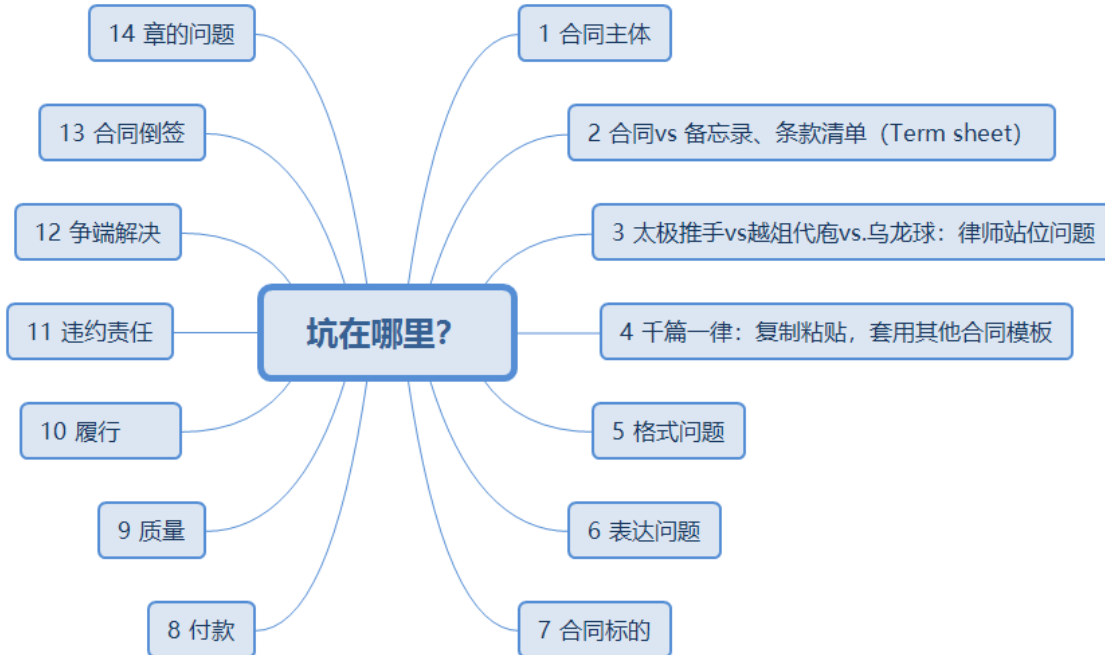 坑在哪里?
1 合同主体
2 合同vs 备忘录、条款清单（Term sheet）
3 太极推手vs越俎代庖vs.乌龙球：律师站位问题
4 千篇一律：复制粘贴，套用其他合同模板
5 格式问题
6 表达问题
7 合同标的
8 付款
9 质量
10 履行
11 违约责任
12 争端解决
13 合同倒签
14 章的问题